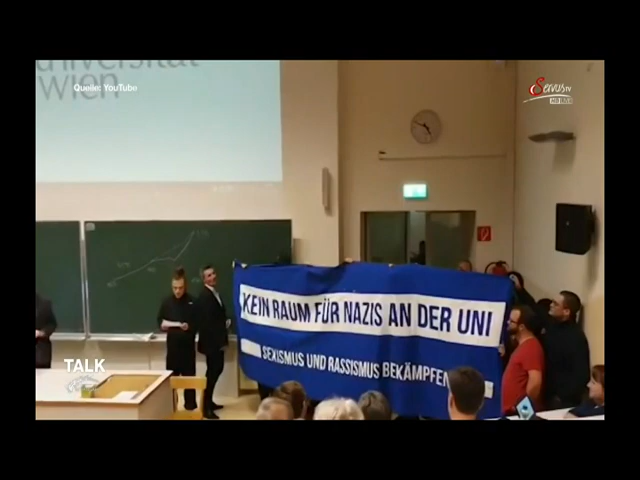 universität
wien
Quelle: YouTube
ServusTV
KEIN RAUM FÜR NAZIS AN DER UNI
SEXISMUS UND RASSISMUS BEKÄMPFEN
TALK